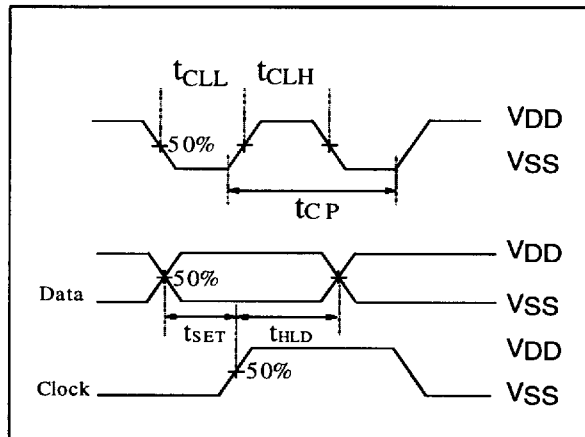 tCLL tCLH
VDD
50%
VSS
tCP
VDD
50%
Data
VSS
tSET tHLD
VDD
50%
Clock
VSS